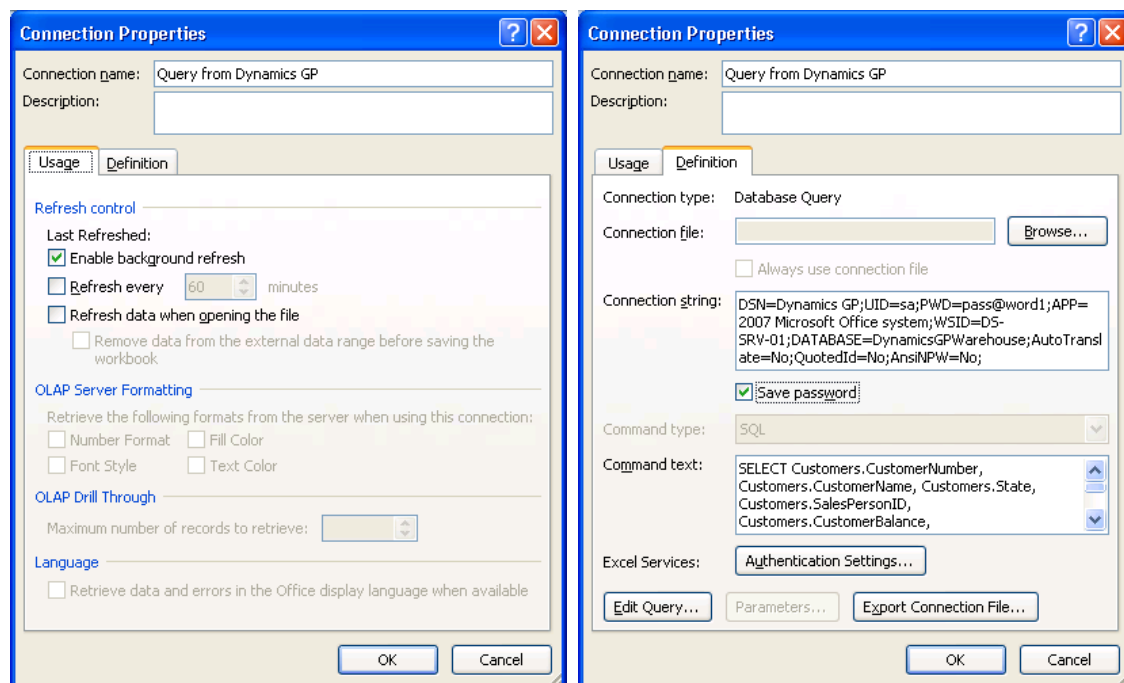 Connection Properties
Connection name: Query from Dynamics GP
Description:
Usage Definition
Refresh control
Last Refreshed:
Enable background refresh
Refresh every 60 minutes
Refresh data when opening the file
Remove data from the external data range before saving the
workbook
OLAP Server Formatting
Retrieve the following formats from the server when using this connection:
Number Format Fill Color
Font Style Text Color
OLAP Drill Through
Maximum number of records to retrieve:
Language
Retrieve data and errors in the Office display language when available
OK Cancel
Connection Properties
Connection name: Query from Dynamics GP
Description:
Usage Definition
Connection type: Database Query
Connection file: Browse...
Always use connection file
Connection string: DSN=Dynamics GP;UID=sa;PWD=pass@word1;APP=
2007 Microsoft Office system;WSID=DS-
SRV-01;DATABASE=DynamicsGPWarehouse;AutoTransl
ate=No;QuotedId=No;AnsiNPW=No;
Save password
Command type: SQL
Command text: SELECT Customers.CustomerNumber,
Customers.CustomerName, Customers.State,
Customers.SalesPersonID,
Customers.CustomerBalance,
Excel Services: Authentication Settings...
Edit Query... Parameters... Export Connection File...
OK Cancel